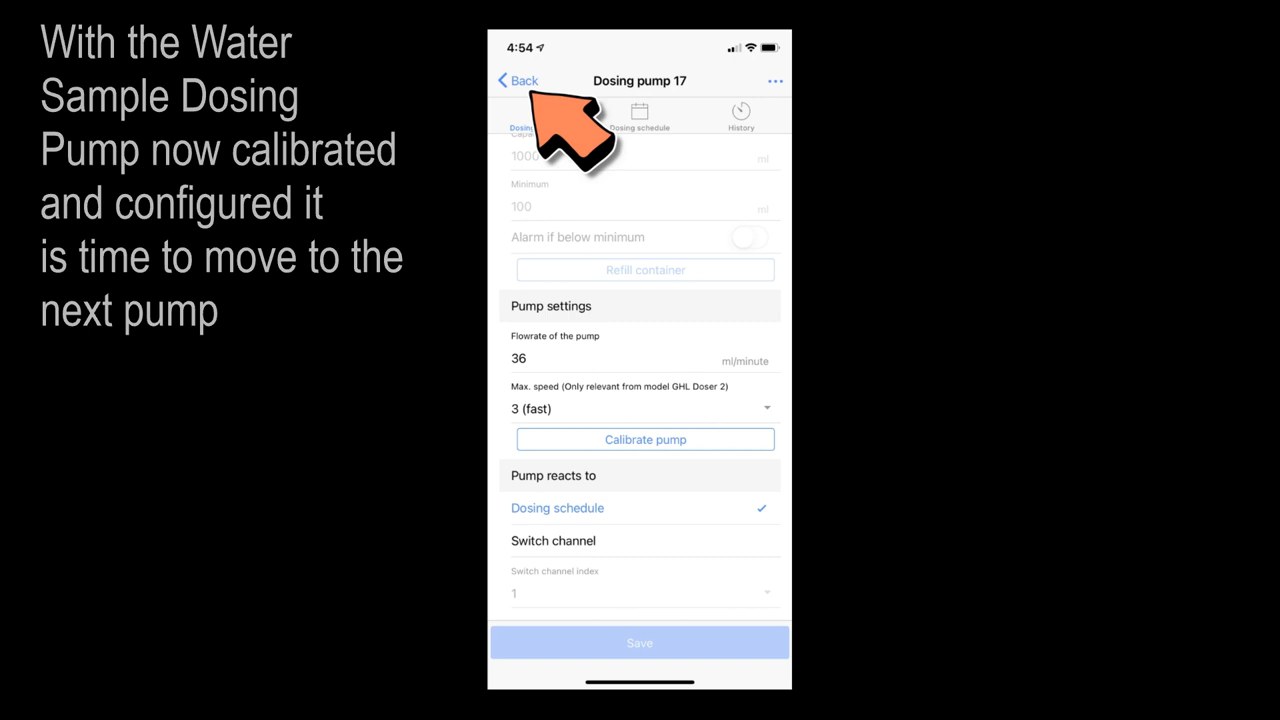 With the Water
Sample Dosing
Pump now calibrated
and configured it
is time to move to the
next pump
4:54
Back
Dosing pump 17
Dosing schedule
History
1000
ml
Minimum
100
ml
Alarm if below minimum
Refill container
Pump settings
Flowrate of the pump
36
ml/minute
Max. speed (Only relevant from model GHL Doser 2)
3 (fast)
Calibrate pump
Pump reacts to
Dosing schedule
Switch channel
Switch channel index
1
Save